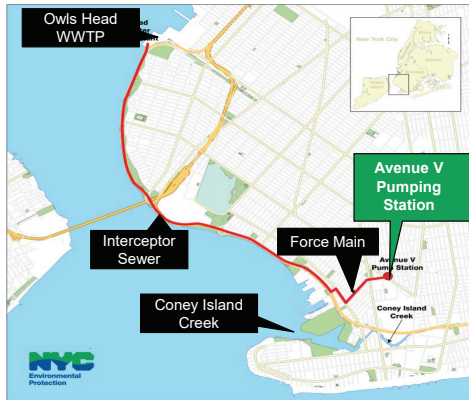 Owls Head
WWTP
New York City
Avenue V
Pumping
Station
Interceptor
Sewer
Force Main
Avenue V
Pump Station
Coney Island
Creek
Coney Island
Creek
NYC
Environmental
Protection